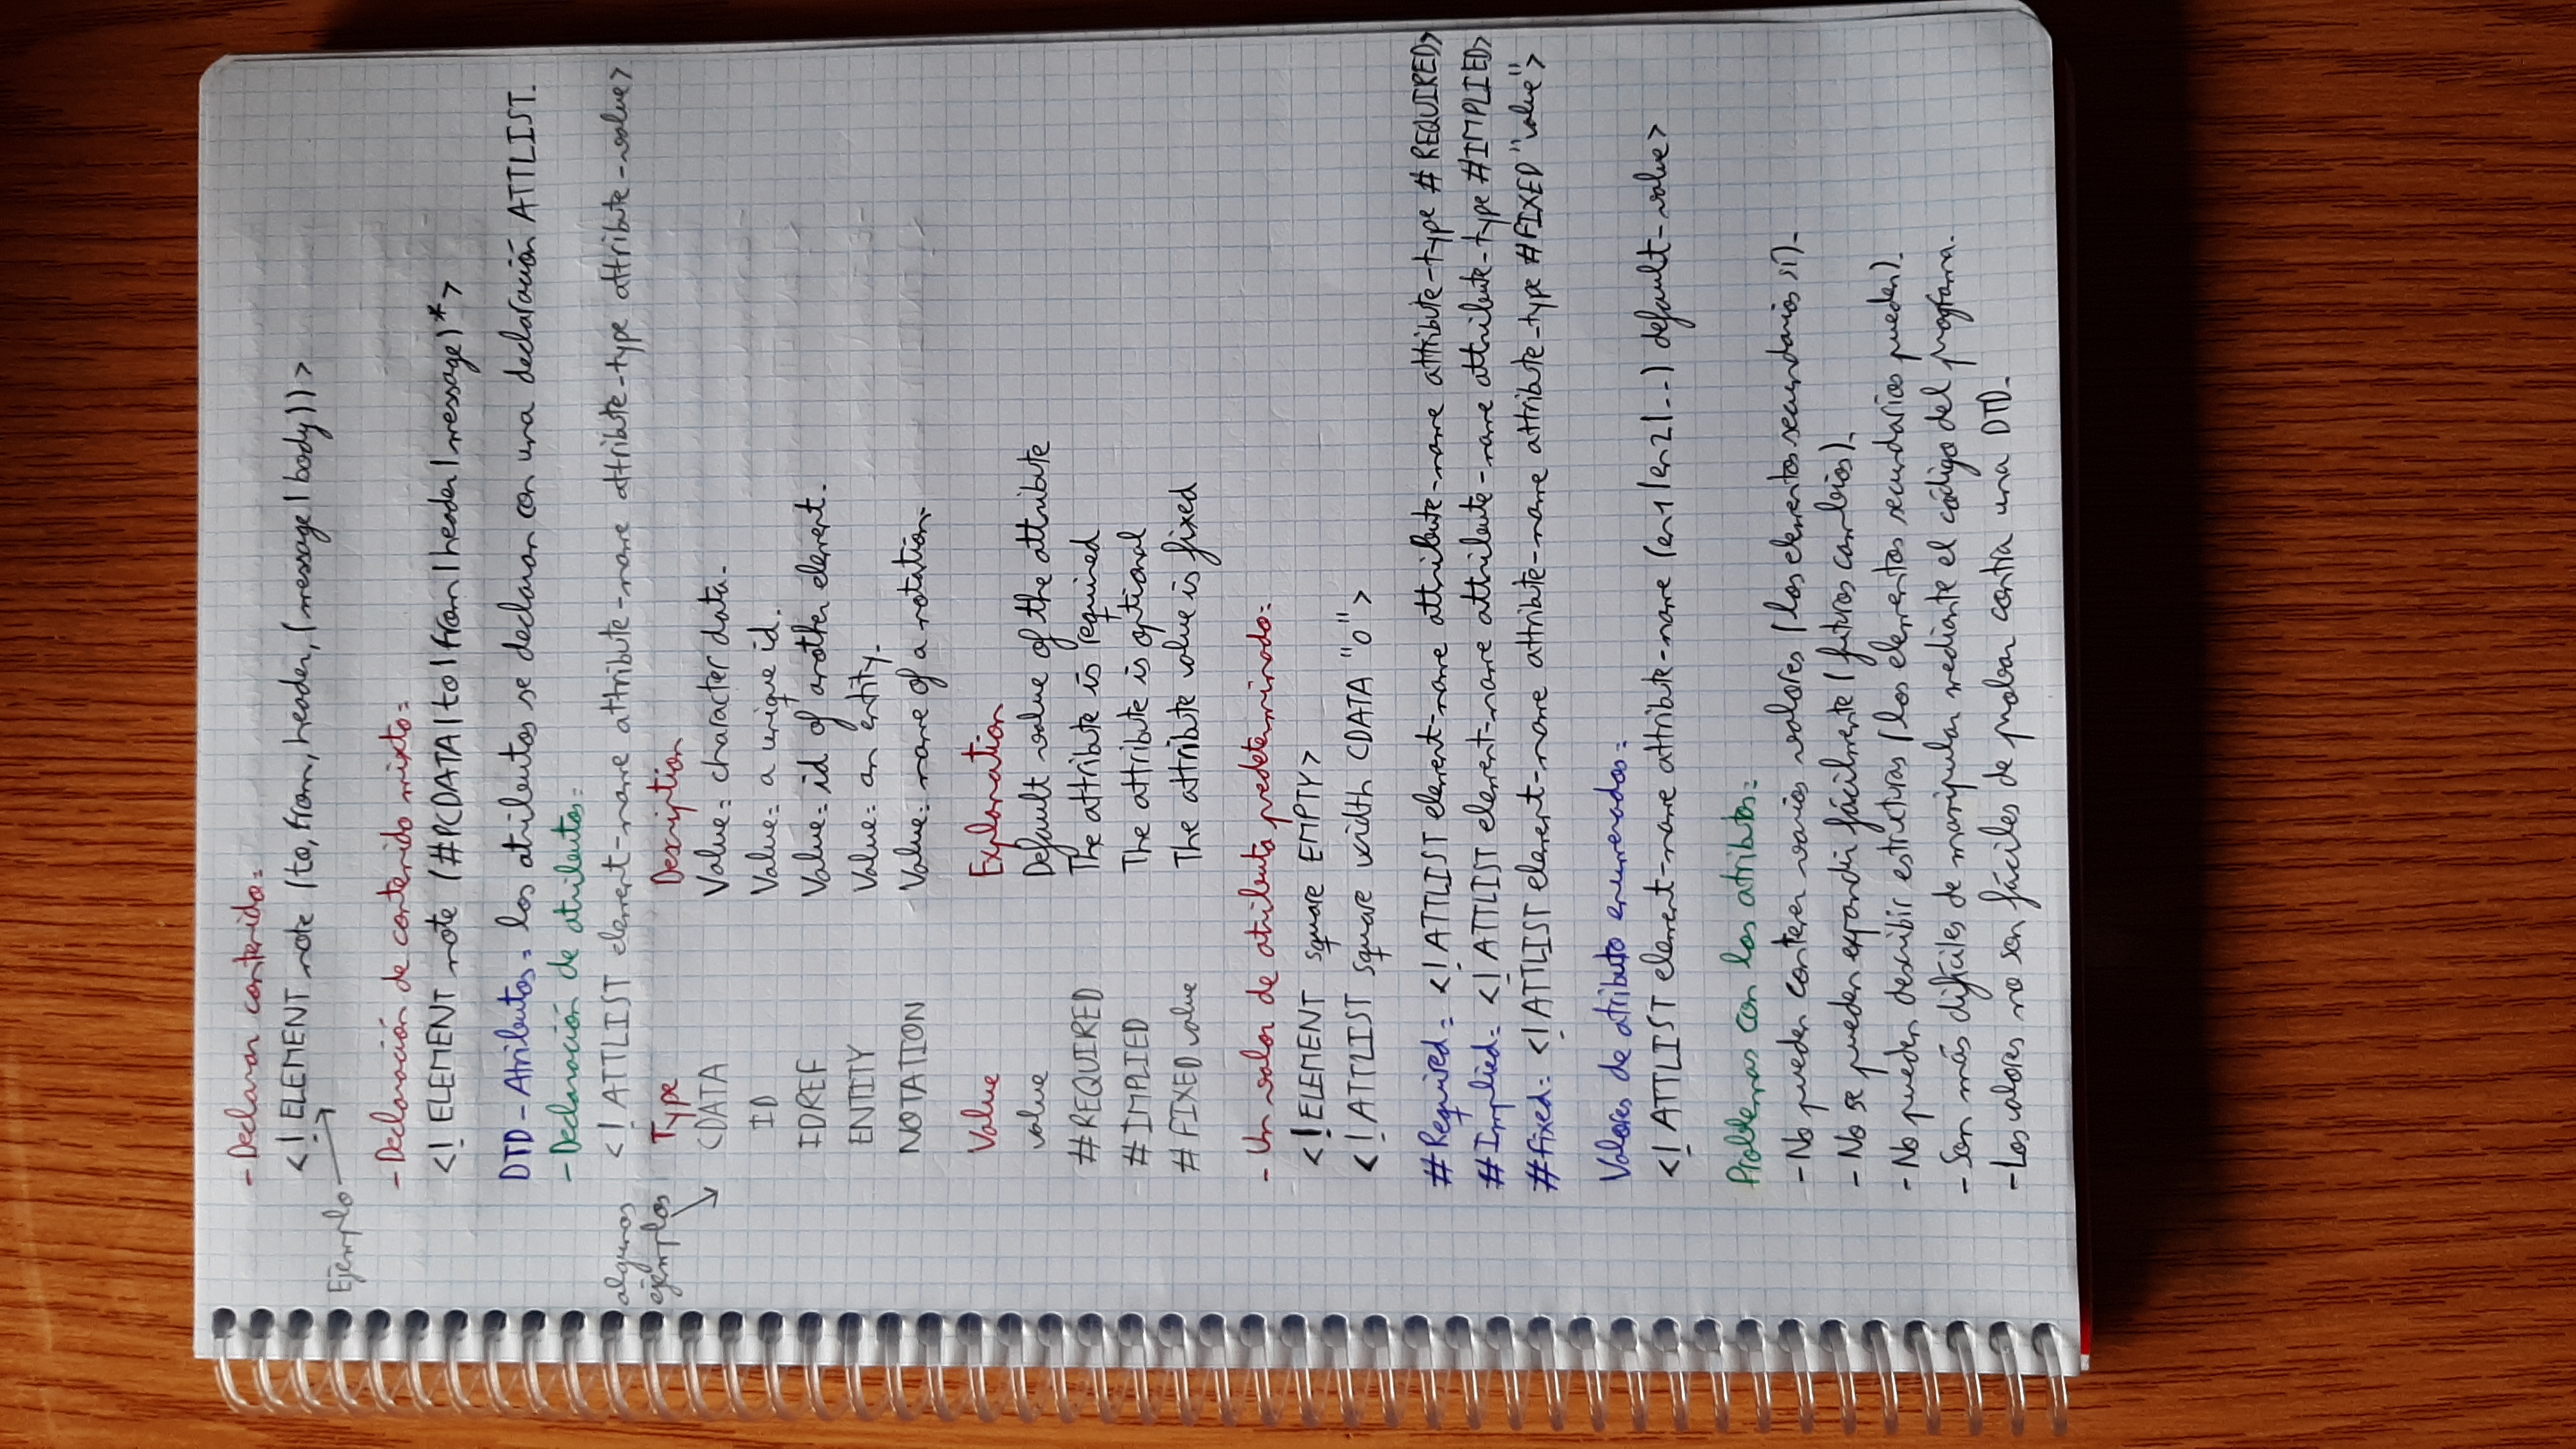 - Declarar contenido:
<! ELEMENT note (to, from, header, (message | body)) >
Ejemplo
- Declaración de contenido mixto:
<! ELEMENT note (#PCDATA | to | from | header | message)*>
DTD - Atributos: los atributos se declaran con una declaración ATTLIST.
- Declaración de atributos:
<! ATTLIST element-name attribute-name attribute-type attribute-value>
algunos
ejemplos
Type Description
CDATA Value: character data.
ID Value: a unique id.
IDREF Value: id of another element.
ENTITY Value: an entity.
NOTATION Value: name of a notation.
Value Explanation
value Default value of the attribute
#REQUIRED The attribute is required
#IMPLIED The attribute is optional
#FIXED value The attribute value is fixed
- Un valor de atributo predeterminado:
<!ELEMENT square EMPTY>
<!ATTLIST square width CDATA "0">
#Required: <! ATTLIST element-name attribute-name attribute-type #REQUIRED>
#Implied: <! ATTLIST element-name attribute-name attribute-type #IMPLIED>
#Fixed: <! ATTLIST element-name attribute-name attribute-type #FIXED "value">
Valores de atributo enumerados:
<! ATTLIST element-name attribute-name (en1 | en2 | ..) default-value>
Problemas con los atributos:
- No pueden contener varios valores (los elementos secundarios sí).
- No se pueden expandir fácilmente (futuros cambios).
- No pueden describir estructuras (los elementos secundarios pueden).
- Son más difíciles de manipular mediante el código del programa.
- Los valores no son fáciles de probar contra una DTD.